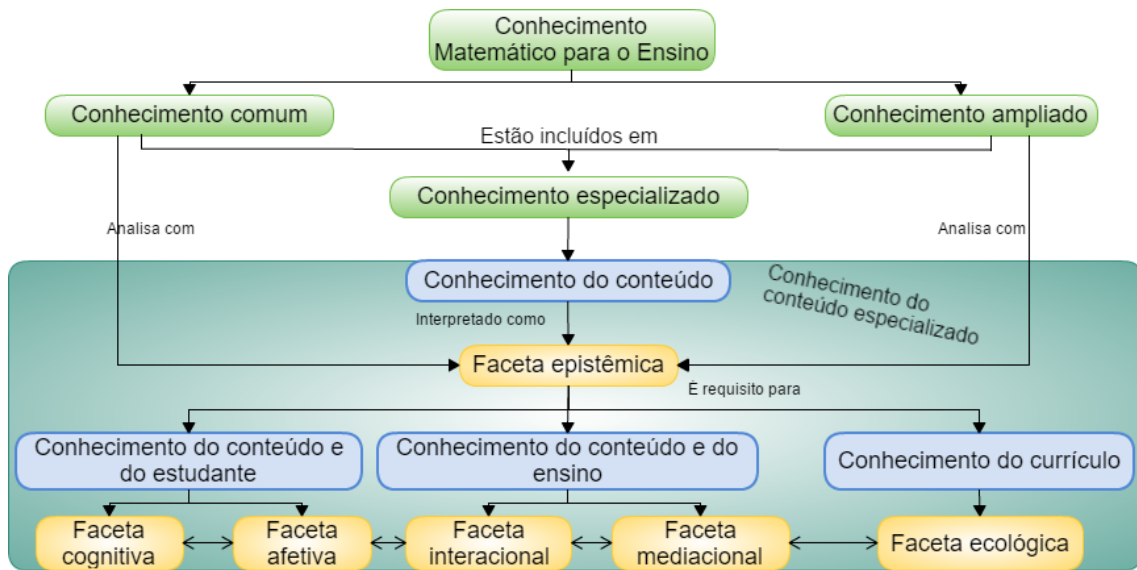 Conhecimento
Matemático para o Ensino
Conhecimento comum
Conhecimento ampliado
Estão incluídos em
Conhecimento especializado
Analisa com
Analisa com
Conhecimento do conteúdo
Conhecimento do
conteúdo especializado
Interpretado como
Faceta epistêmica
É requisito para
Conhecimento do conteúdo e
do estudante
Conhecimento do conteúdo e do
ensino
Conhecimento do currículo
Faceta
cognitiva
Faceta
afetiva
Faceta
interacional
Faceta
mediacional
Faceta ecológica